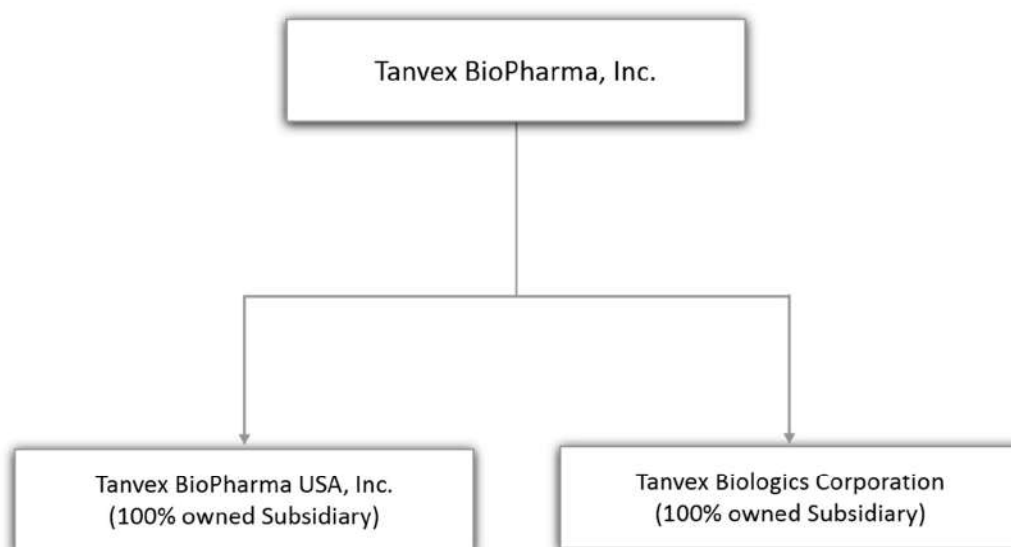 Tanvex BioPharma, Inc.
Tanvex BioPharma USA, Inc.
(100% owned Subsidiary)
Tanvex Biologics Corporation
(100% owned Subsidiary)